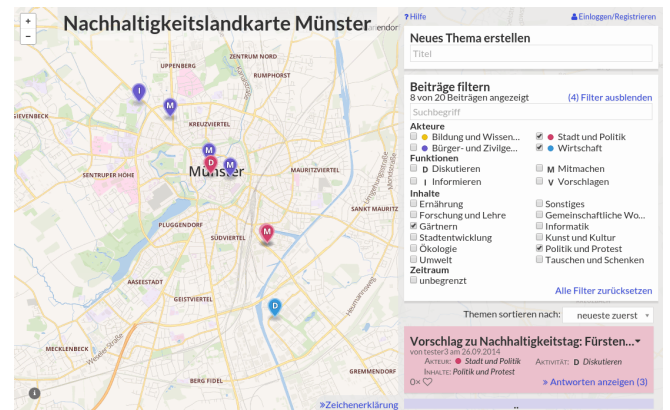 +
−
Nachhaltigkeitslandkarte Münster
?Hilfe
Einloggen/Registrieren
Neues Thema erstellen
Titel
Beiträge filtern
8 von 20 Beiträgen angezeigt
(4) Filter ausblenden
Suchbegriff
Akteure
Bildung und Wissen...
Stadt und Politik
Bürger- und Zivilge...
Wirtschaft
Funktionen
D Diskutieren
M Mitmachen
I Informieren
V Vorschlagen
Inhalte
Ernährung
Sonstiges
Forschung und Lehre
Gemeinschaftliche Wo...
Gärtnern
Informatik
Stadtentwicklung
Kunst und Kultur
Ökologie
Politik und Protest
Umwelt
Tauschen und Schenken
Zeitraum
unbegrenzt
Alle Filter zurücksetzen
Themen sortieren nach:
neueste zuerst
Vorschlag zu Nachhaltigkeitstag: Fürsten...
von tester3 am 26.09.2014
Akteur: Stadt und Politik
Aktivität: D Diskutieren
Inhalte: Politik und Protest
0×
» Antworten anzeigen (3)
ZENTRUM NORD
UPPENBERG
RUMPHORST
I
M
KREUZVIERTEL
M
D
M
Münster
MAURITZVIERTEL
SENTRUPER HÖHE
SANKT MAURITZ
PLUGGENDORF
SÜDVIERTEL
M
AASEESTADT
GEISTVIERTEL
D
MECKLENBECK
Weseler Straße
BERG FIDEL
GREMMENDORF
»Zeichenerklärung